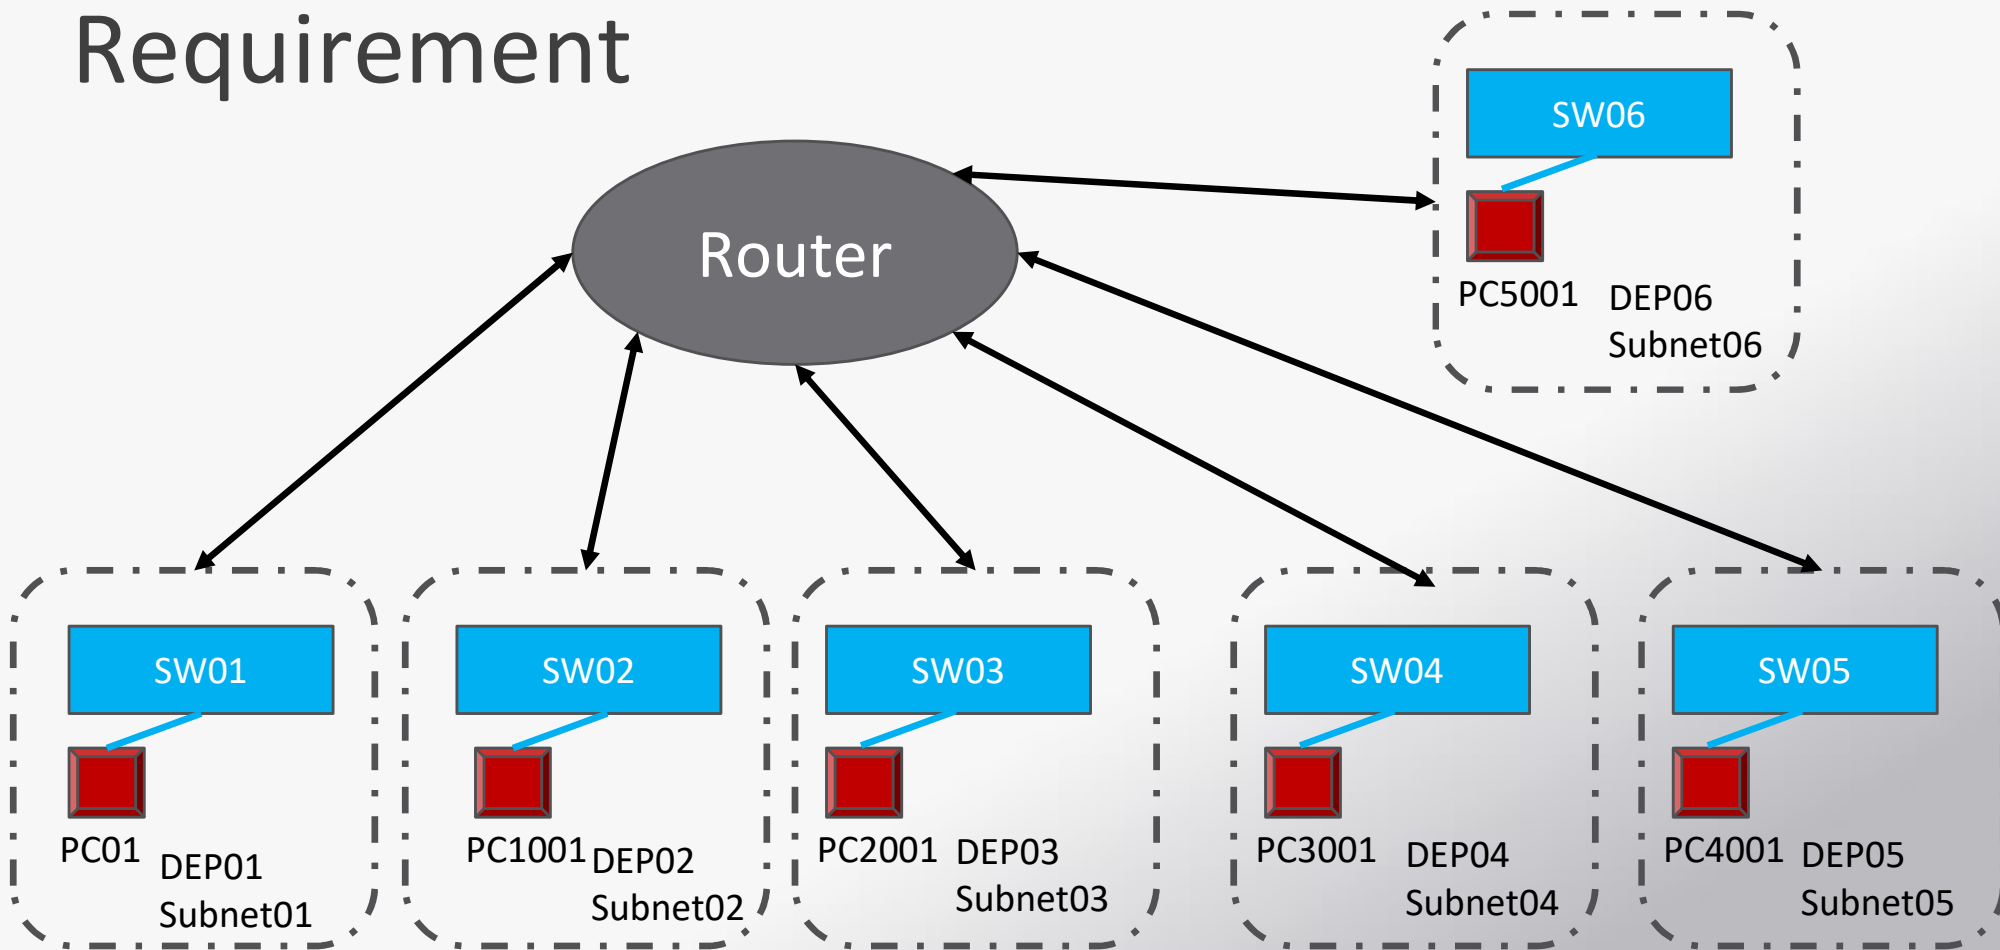 Requirement
SW06
Router
PC5001
DEP06
Subnet06
SW01
PC01
DEP01
Subnet01
SW02
PC1001
DEP02
Subnet02
SW03
PC2001
DEP03
Subnet03
SW04
PC3001
DEP04
Subnet04
SW05
PC4001
DEP05
Subnet05